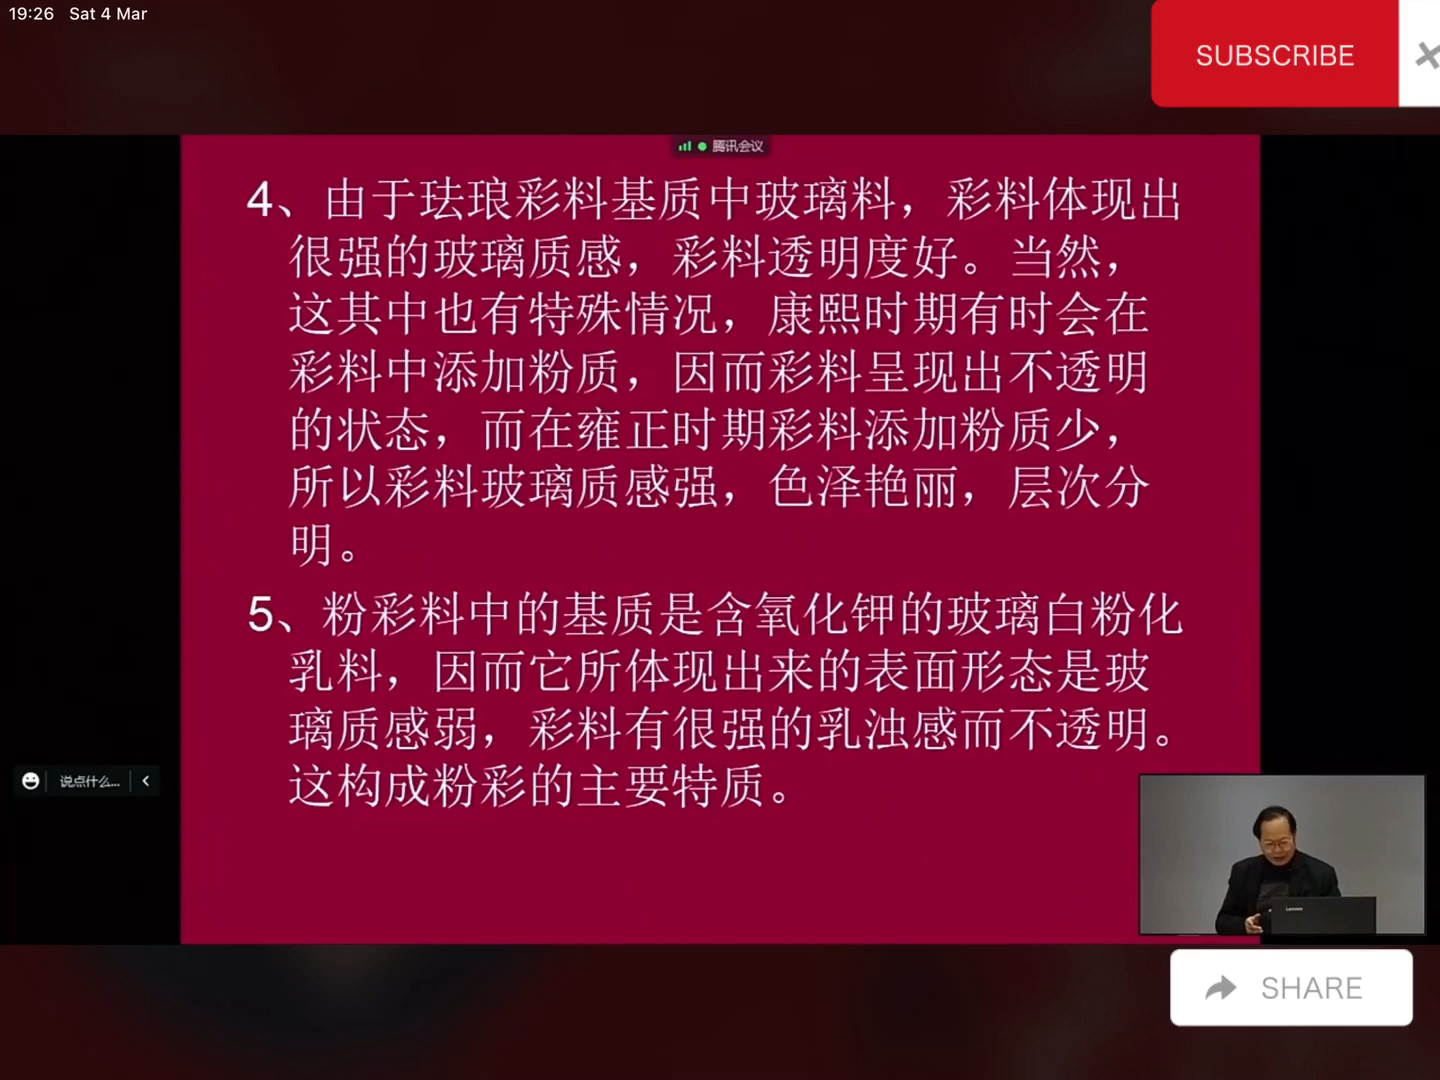 19:26 Sat 4 Mar
SUBSCRIBE
腾讯会议
4、由于珐琅彩料基质中玻璃料，彩料体现出
很强的玻璃质感，彩料透明度好。当然，
这其中也有特殊情况，康熙时期有时会在
彩料中添加粉质，因而彩料呈现出不透明
的状态，而在雍正时期彩料添加粉质少，
所以彩料玻璃质感强，色泽艳丽，层次分
明。
5、粉彩料中的基质是含氧化钾的玻璃白粉化
乳料，因而它所体现出来的表面形态是玻
璃质感弱，彩料有很强的乳浊感而不透明。
这构成粉彩的主要特质。
说点什么...
Lenovo
SHARE